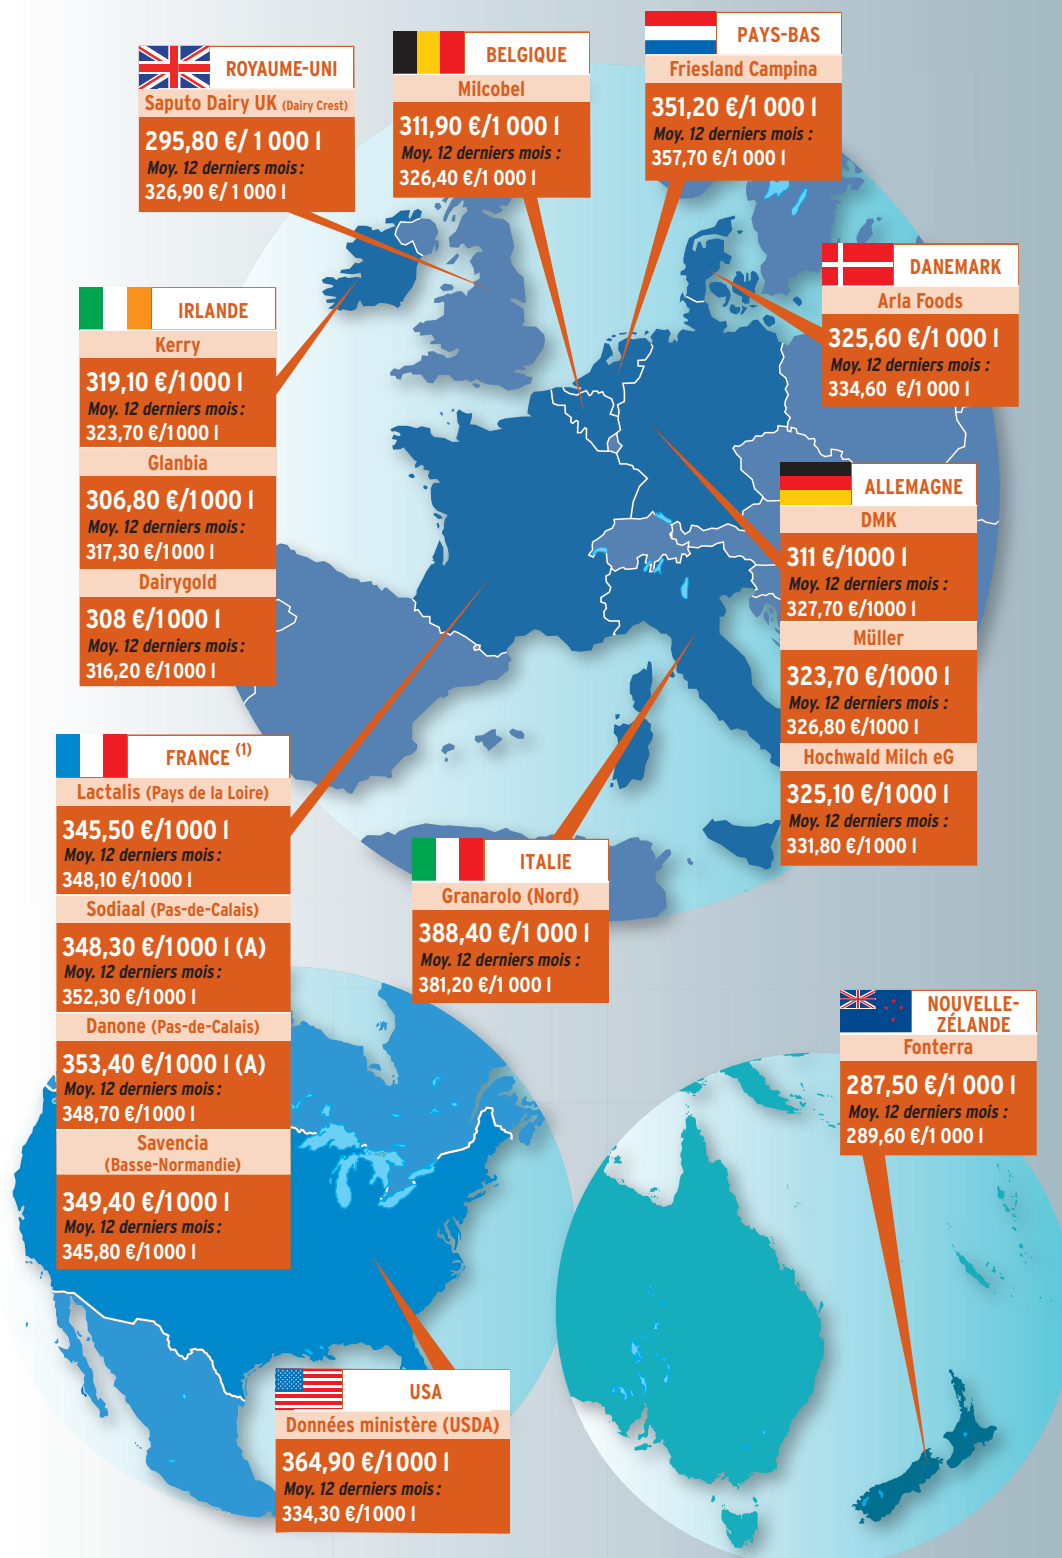 ROYAUME-UNI
Saputo Dairy UK (Dairy Crest)
295,80 €/ 1 000 l
Moy. 12 derniers mois :
326,90 €/ 1 000 l
BELGIQUE
Milcobel
311,90 €/1 000 l
Moy. 12 derniers mois :
326,40 €/1 000 l
PAYS-BAS
Friesland Campina
351,20 €/1 000 l
Moy. 12 derniers mois :
357,70 €/1 000 l
DANEMARK
Arla Foods
325,60 €/1 000 l
Moy. 12 derniers mois :
334,60 €/1 000 l
IRLANDE
Kerry
319,10 €/1000 l
Moy. 12 derniers mois :
323,70 €/1000 l
Glanbia
306,80 €/1000 l
Moy. 12 derniers mois :
317,30 €/1000 l
Dairygold
308 €/1000 l
Moy. 12 derniers mois :
316,20 €/1000 l
ALLEMAGNE
DMK
311 €/1000 l
Moy. 12 derniers mois :
327,70 €/1000 l
Müller
323,70 €/1000 l
Moy. 12 derniers mois :
326,80 €/1000 l
Hochwald Milch eG
325,10 €/1000 l
Moy. 12 derniers mois :
331,80 €/1000 l
FRANCE (1)
Lactalis (Pays de la Loire)
345,50 €/1000 l
Moy. 12 derniers mois :
348,10 €/1000 l
Sodiaal (Pas-de-Calais)
348,30 €/1000 l (A)
Moy. 12 derniers mois :
352,30 €/1000 l
Danone (Pas-de-Calais)
353,40 €/1000 l (A)
Moy. 12 derniers mois :
348,70 €/1000 l
Savencia
(Basse-Normandie)
349,40 €/1000 l
Moy. 12 derniers mois :
345,80 €/1000 l
ITALIE
Granarolo (Nord)
388,40 €/1 000 l
Moy. 12 derniers mois :
381,20 €/1 000 l
NOUVELLE-
ZÉLANDE
Fonterra
287,50 €/1 000 l
Moy. 12 derniers mois :
289,60 €/1 000 l
USA
Données ministère (USDA)
364,90 €/1000 l
Moy. 12 derniers mois :
334,30 €/1000 l